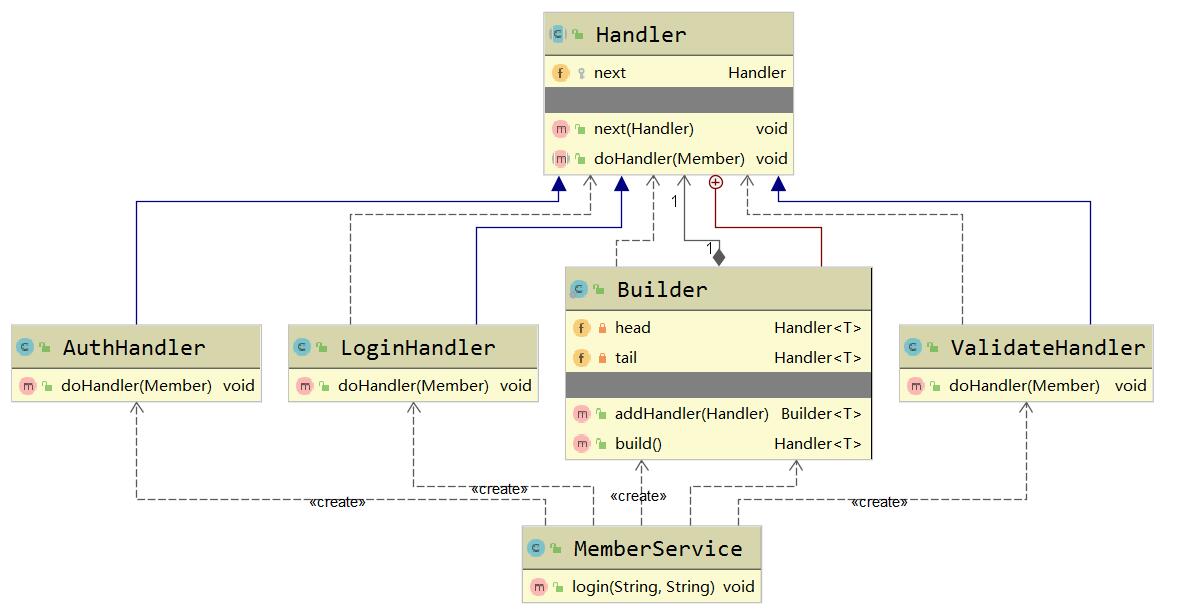 Handler
next Handler
next(Handler) void
doHandler(Member) void
1
1
Builder
head Handler<T>
tail Handler<T>
addHandler(Handler) Builder<T>
build() Handler<T>
AuthHandler
doHandler(Member) void
LoginHandler
doHandler(Member) void
ValidateHandler
doHandler(Member) void
«create»
«create»
«create»
«create»
MemberService
login(String, String) void